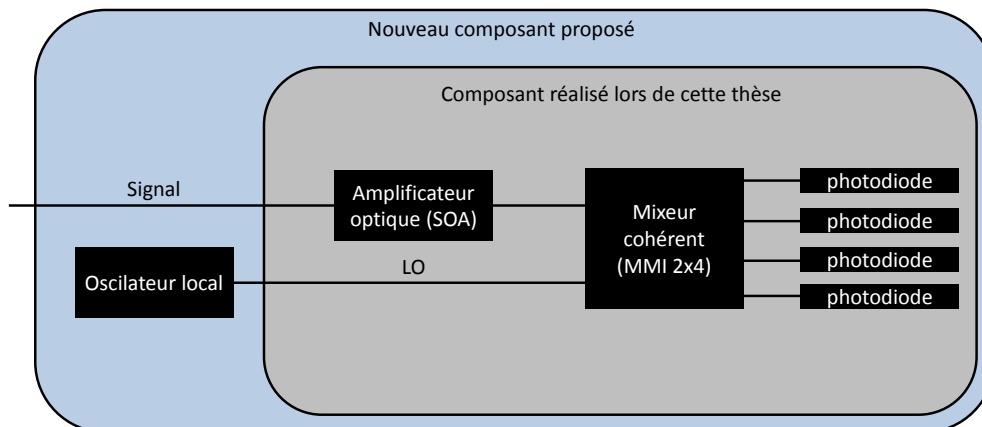 Nouveau composant proposé
Composant réalisé lors de cette thèse
Signal
Amplificateur
optique (SOA)
Mixeur
cohérent
(MMI 2x4)
photodiode
photodiode
photodiode
photodiode
Oscilateur local
LO